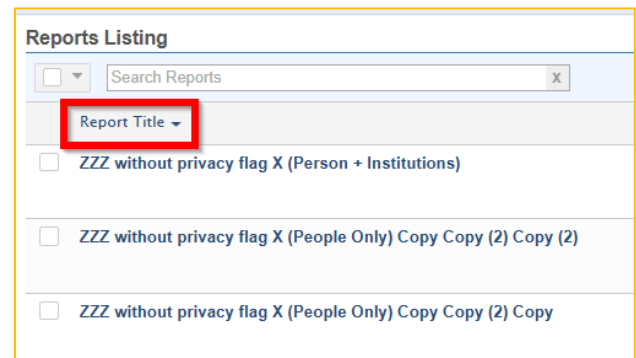 Reports Listing
Search Reports X
Report Title
ZZZ without privacy flag X (Person + Institutions)
ZZZ without privacy flag X (People Only) Copy Copy (2) Copy (2)
ZZZ without privacy flag X (People Only) Copy Copy (2) Copy